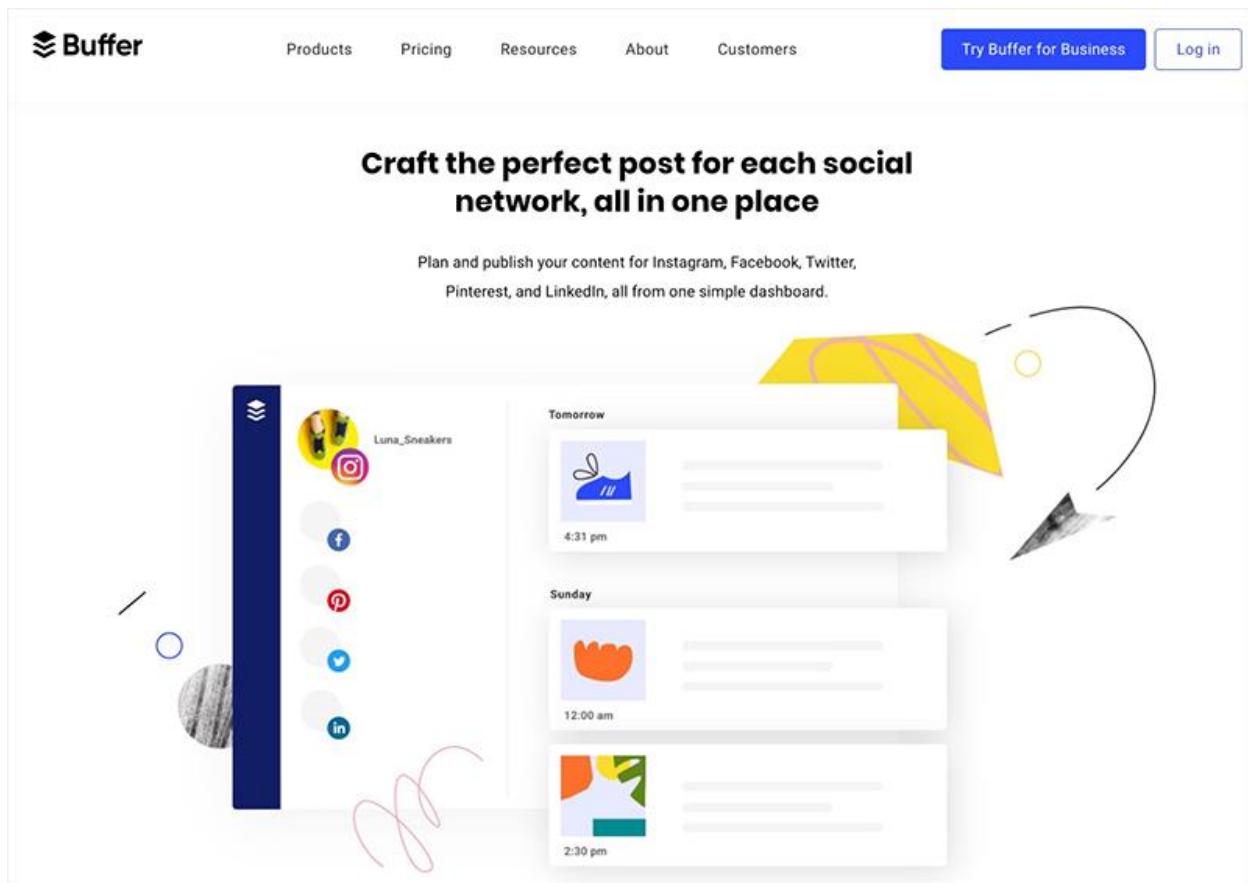 Buffer
Products Pricing Resources About Customers
Try Buffer for Business
Log in
Craft the perfect post for each social
network, all in one place
Plan and publish your content for Instagram, Facebook, Twitter,
Pinterest, and LinkedIn, all from one simple dashboard.
Luna_Sneakers
Tomorrow
4:31 pm
Sunday
12:00 am
2:30 pm